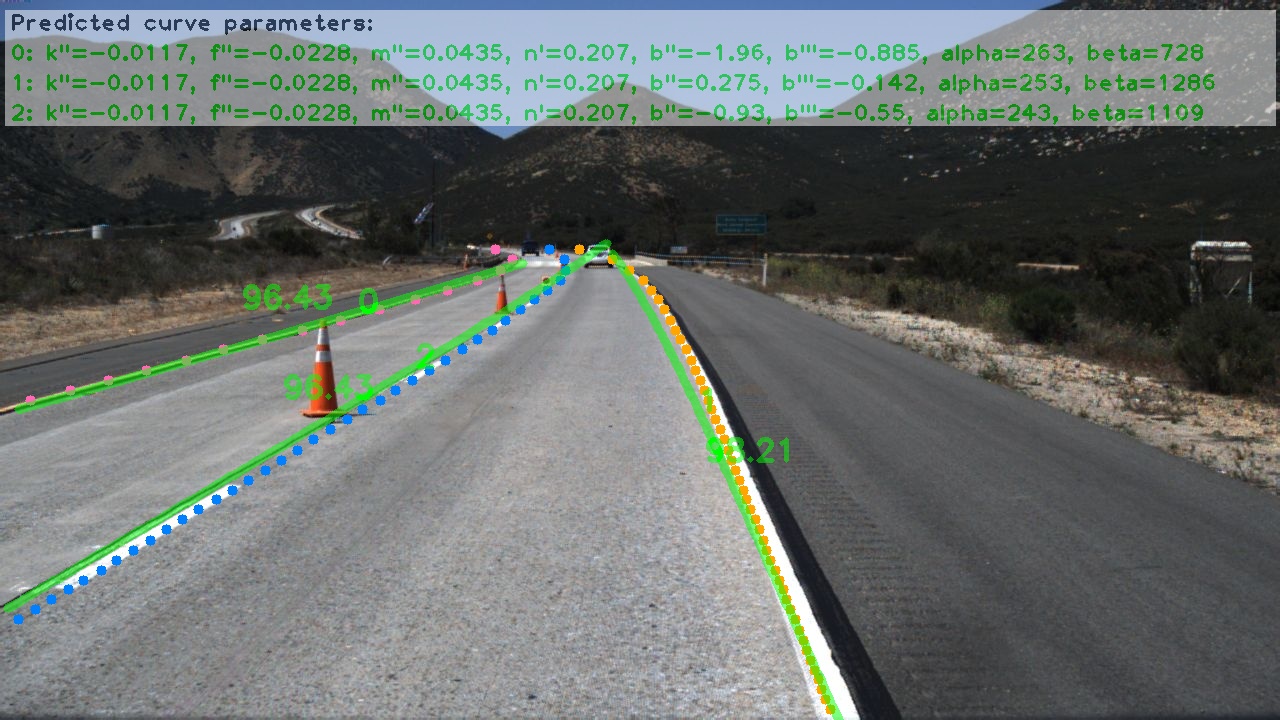 Predicted curve parameters:
0: k''=-0.0117, f''=-0.0228, m''=0.0435, n'=0.207, b''=-1.96, b'''=-0.885, alpha=263, beta=728
1: k''=-0.0117, f''=-0.0228, m''=0.0435, n'=0.207, b''=0.275, b'''=-0.142, alpha=253, beta=1286
2: k''=-0.0117, f''=-0.0228, m''=0.0435, n'=0.207, b''=-0.93, b'''=-0.55, alpha=243, beta=1109
96.43 0
2
96.43